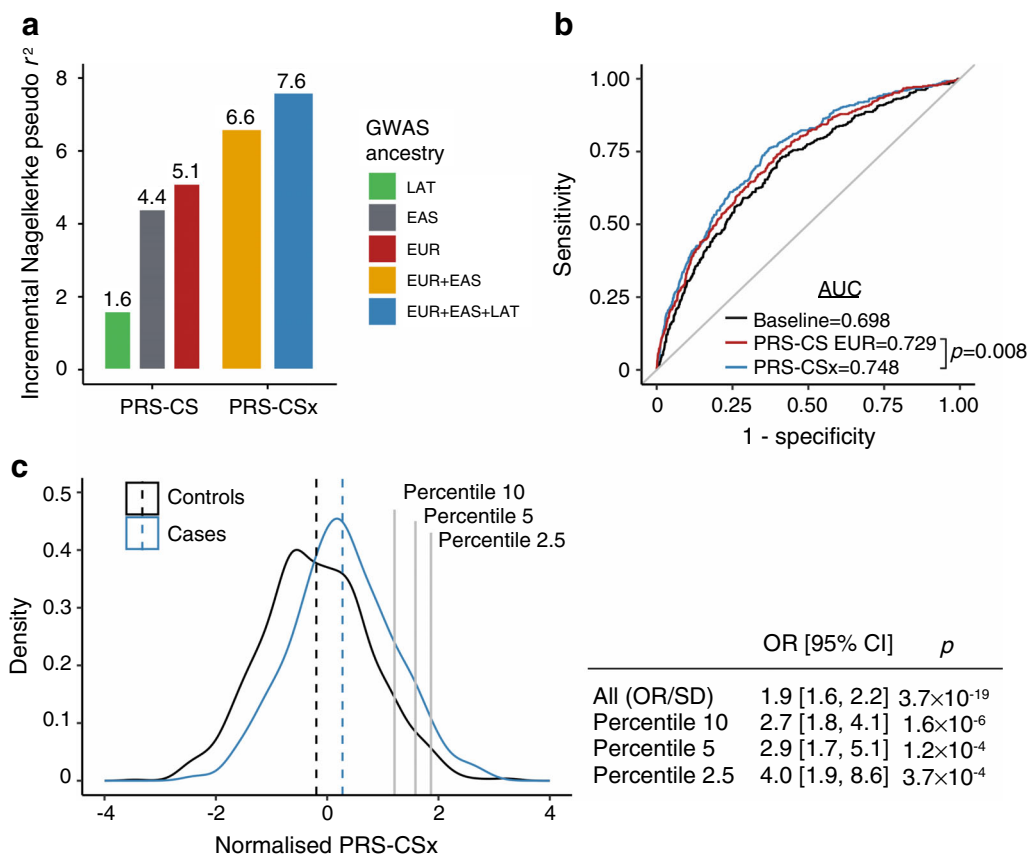 a
Incremental Nagelkerke pseudo r²
8
6
4
2
0
1.6
4.4
5.1
6.6
7.6
PRS-CS
PRS-CSx
GWAS
ancestry
LAT
EAS
EUR
EUR+EAS
EUR+EAS+LAT
b
Sensitivity
1.00
0.75
0.50
0.25
0
AUC
Baseline=0.698
PRS-CS EUR=0.729
PRS-CSx=0.748
p=0.008
0 0.25 0.50 0.75 1.00
1 - specificity
c
Density
0.5
0.4
0.3
0.2
0.1
0
Controls
Cases
Percentile 10
Percentile 5
Percentile 2.5
-4 -2 0 2 4
Normalised PRS-CSx
OR [95% CI] p
All (OR/SD) 1.9 [1.6, 2.2] 3.7×10⁻¹⁹
Percentile 10 2.7 [1.8, 4.1] 1.6×10⁻⁶
Percentile 5 2.9 [1.7, 5.1] 1.2×10⁻⁴
Percentile 2.5 4.0 [1.9, 8.6] 3.7×10⁻⁴